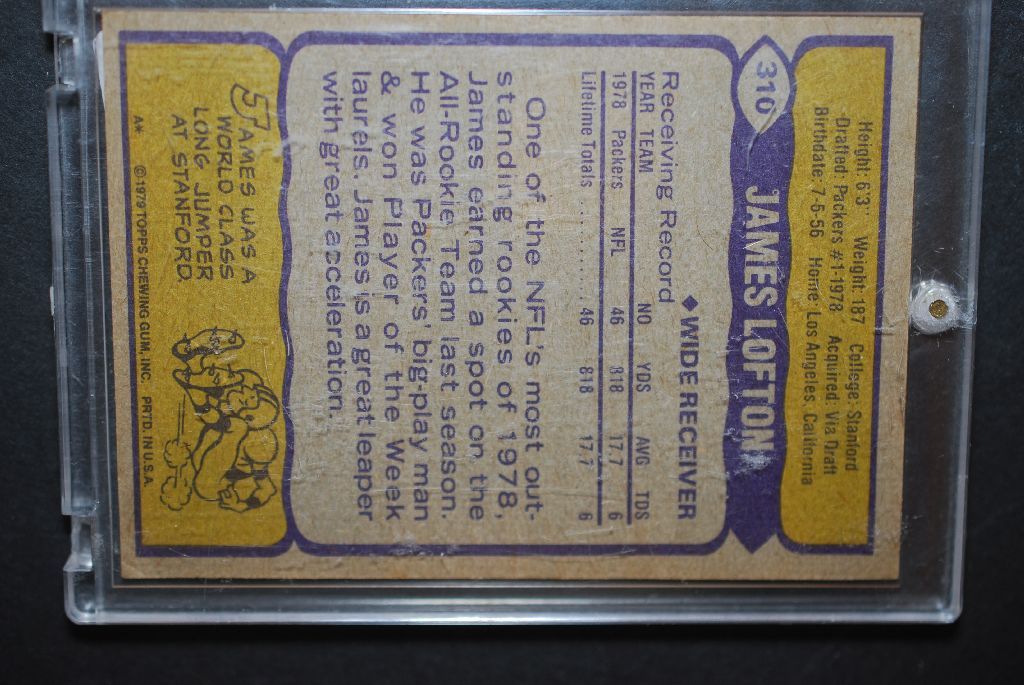 Height: 6'3 Weight: 187 College: Stanford
Drafted: Packers #1-1978 Acquired: Via Draft
Birthdate: 7-5-56 Home: Los Angeles, California
310 JAMES LOFTON
◆WIDE RECEIVER
Receiving Record
YEAR TEAM NO YDS AVG TDS
1978 Packers NFL 46 818 17.7 6
Lifetime Totals .......... 46 818 17.7 6
One of the NFL's most out-
standing rookies of 1978,
James earned a spot on the
All-Rookie Team last season.
He was Packers' big-play man
& won Player of the Week
laurels. James is a great leaper
with great acceleration.
JAMES WAS A
WORLD CLASS
LONG JUMPER
AT STANFORD.
A* © 1979 TOPPS CHEWING GUM, INC. PRTD. IN U.S.A.